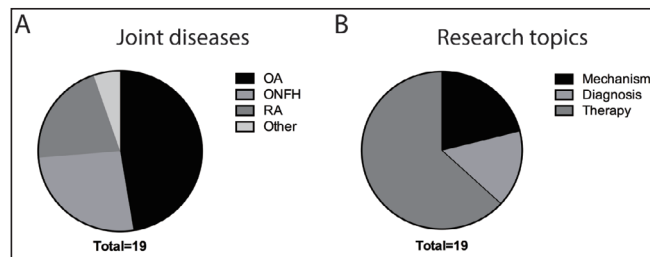 A
Joint diseases
OA
ONFH
RA
Other
Total=19
B
Research topics
Mechanism
Diagnosis
Therapy
Total=19